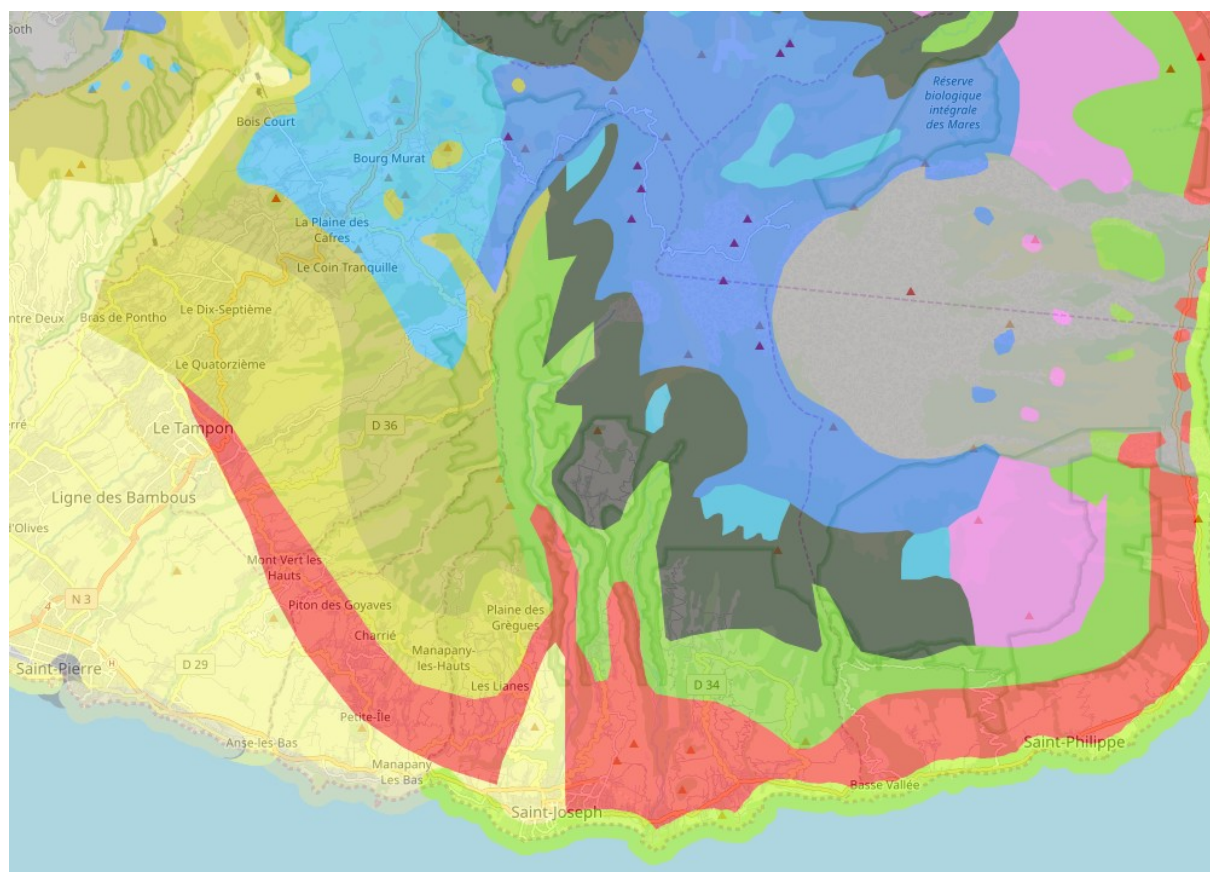 Both
Réserve
biologique
intégrale
des Mares
Bois Court
Bourg Murat
La Plaine des
Cafres
Le Coin Tranquille
Le Dix-Septième
ntre Deux
Bras de Pontho
Le Quatorzième
Le Tampon
D 36
Ligne des Bambous
d'Olives
Mont Vert les
Hauts
N 3
4
Piton des Goyaves
Plaine des
Grègues
Charrié
Manapany-
les-Hauts
Saint-Pierre
H
D 29
Les Lianes
D 34
Petite-Île
Anse-les-Bas
Saint-Philippe
Manapany
Les Bas
Basse Vallée
Saint-Joseph